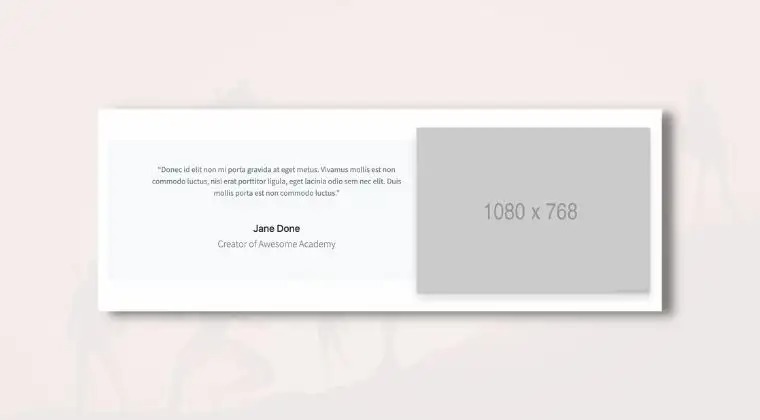 “Donec id elit non mi porta gravida at eget metus. Vivamus mollis est non
commodo luctus, nisi erat porttitor ligula, eget lacinia odio sem nec elit. Duis
mollis porta est non commodo luctus.”
Jane Done
Creator of Awesome Academy
1080 x 768